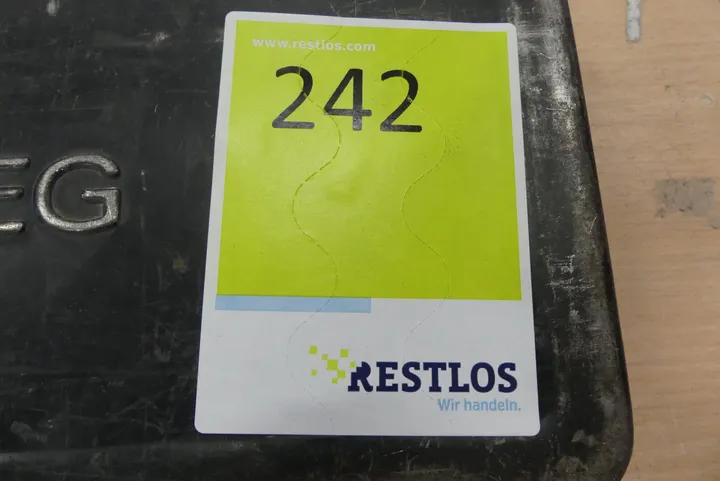 www.restlos.com
242
EG
RESTLOS
Wir handeln.